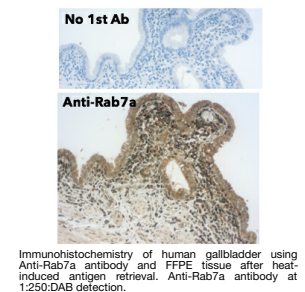 No 1st Ab
Anti-Rab7a
Immunohistochemistry of human gallbladder using
Anti-Rab7a antibody and FFPE tissue after heat-
induced antigen retrieval. Anti-Rab7a antibody at
1:250:DAB detection.